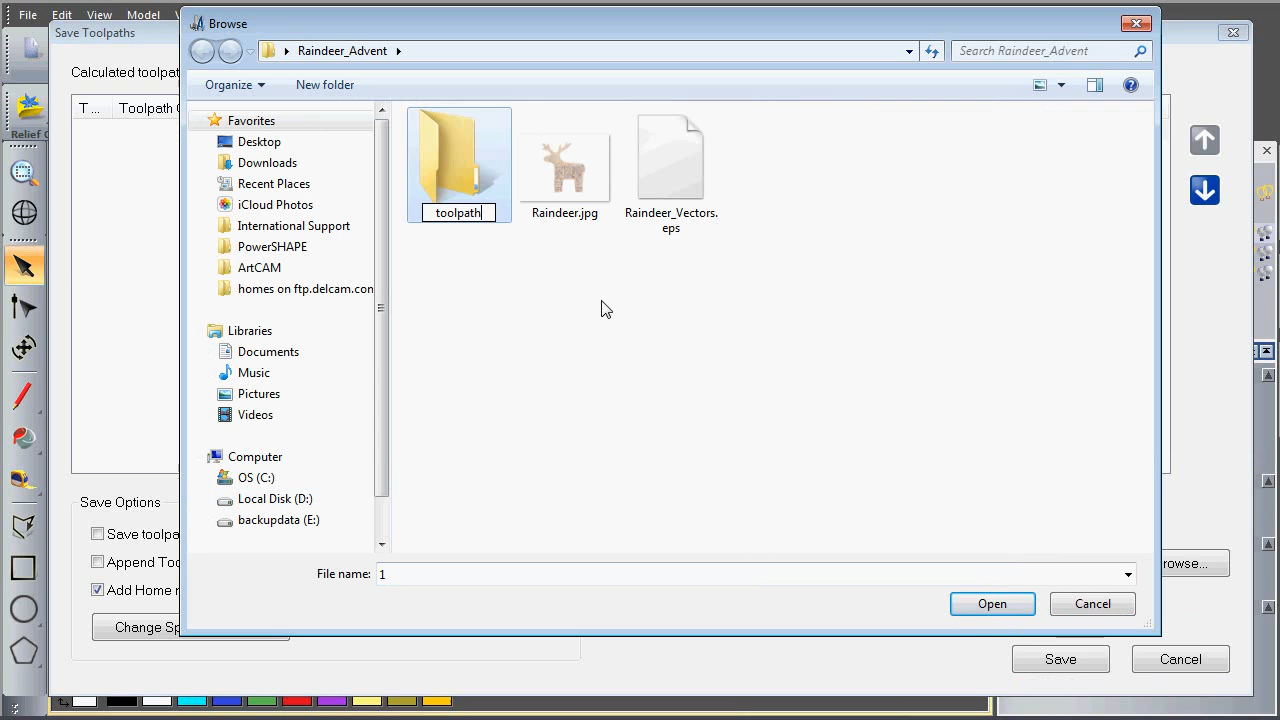 File Edit View Model
Save Toolpaths
Browse
Raindeer_Advent
Search Raindeer_Advent
Organize New folder
Calculated toolpat
T ... Toolpath
Relief
Favorites
Desktop
Downloads
Recent Places
iCloud Photos
International Support
PowerSHAPE
ArtCAM
homes on ftp.delcam.con
Libraries
Documents
Music
Pictures
Videos
Computer
OS (C:)
Local Disk (D:)
backupdata (E:)
toolpath
Raindeer.jpg
Raindeer_Vectors.
eps
File name: 1
Open Cancel
Save Options
Save toolpa
Append Too
Add Home
Change Sp
rowse...
Save Cancel